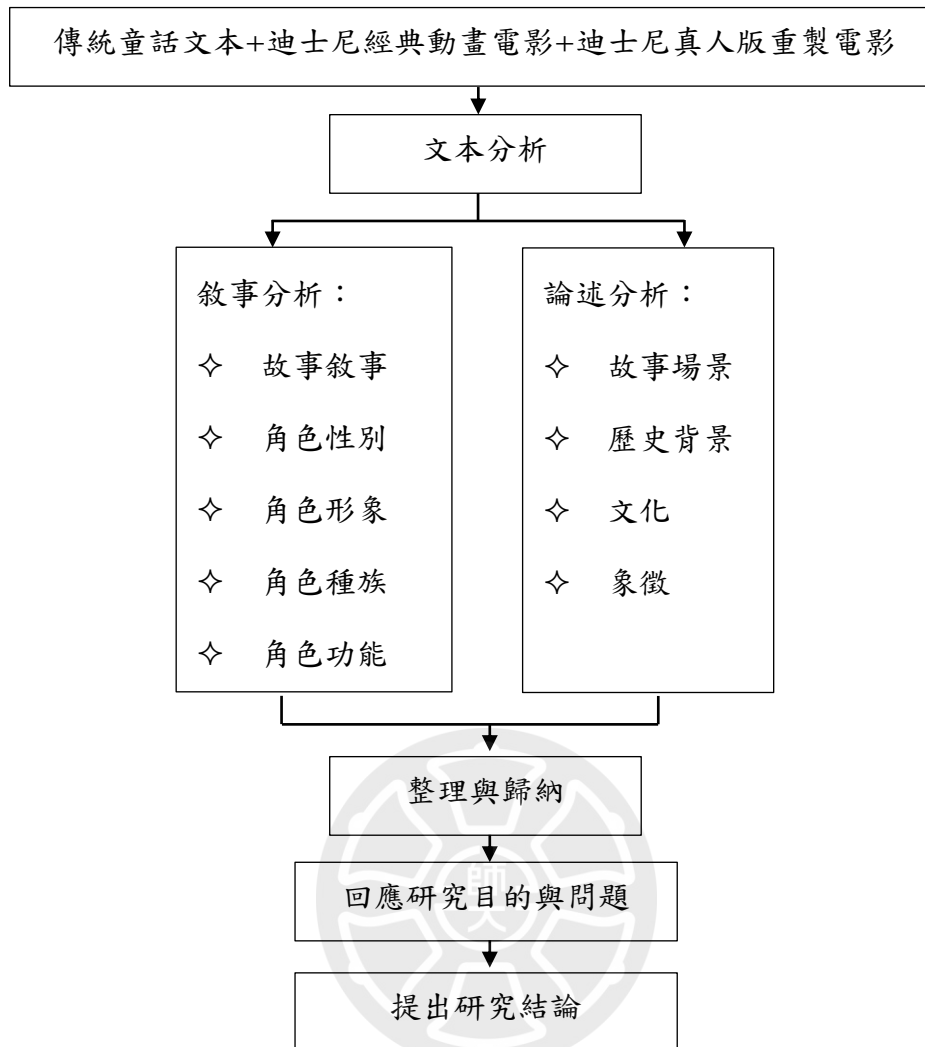 傳統童話文本+迪士尼經典動畫電影+迪士尼真人版重製電影
文本分析
敘事分析：
✧ 故事敘事
✧ 角色性別
✧ 角色形象
✧ 角色種族
✧ 角色功能
論述分析：
✧ 故事場景
✧ 歷史背景
✧ 文化
✧ 象徵
整理與歸納
師大
回應研究目的與問題
提出研究結論